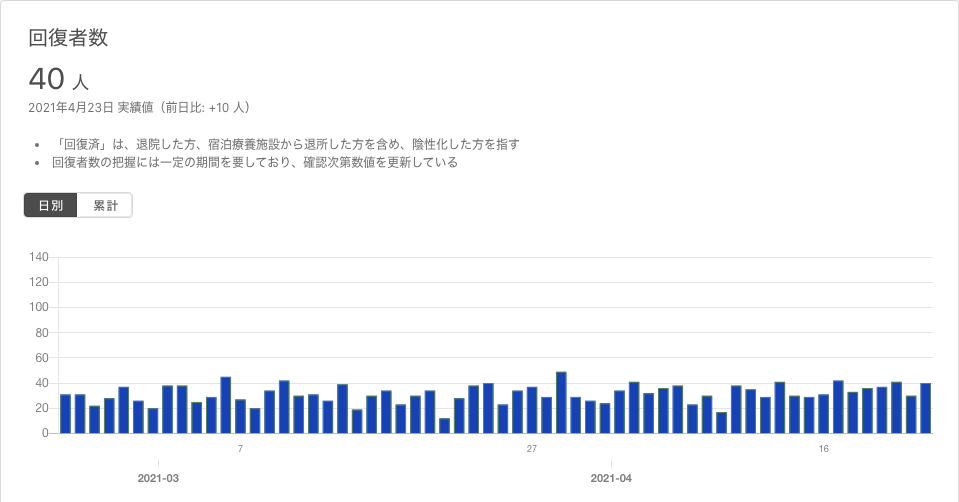 回復者数
40 人
2021年4月23日 実績値（前日比: +10 人）
• 「回復済」は、退院した方、宿泊療養施設から退所した方を含め、陰性化した方を指す
• 回復者数の把握には一定の期間を要しており、確認次第数値を更新している
日別 累計
140
120
100
80
60
40
20
0
7 27 16
2021-03 2021-04